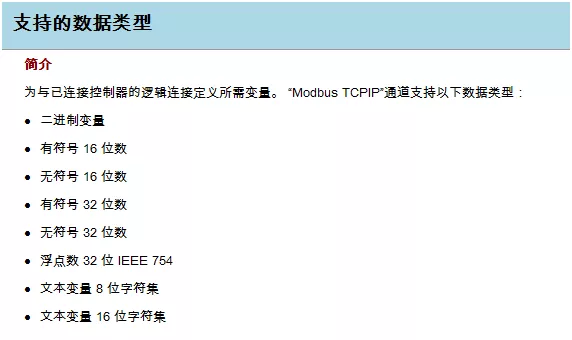 支持的数据类型
简介
为与已连接控制器的逻辑连接定义所需变量。 “Modbus TCPIP”通道支持以下数据类型：
• 二进制变量
• 有符号 16 位数
• 无符号 16 位数
• 有符号 32 位数
• 无符号 32 位数
• 浮点数 32 位 IEEE 754
• 文本变量 8 位字符集
• 文本变量 16 位字符集